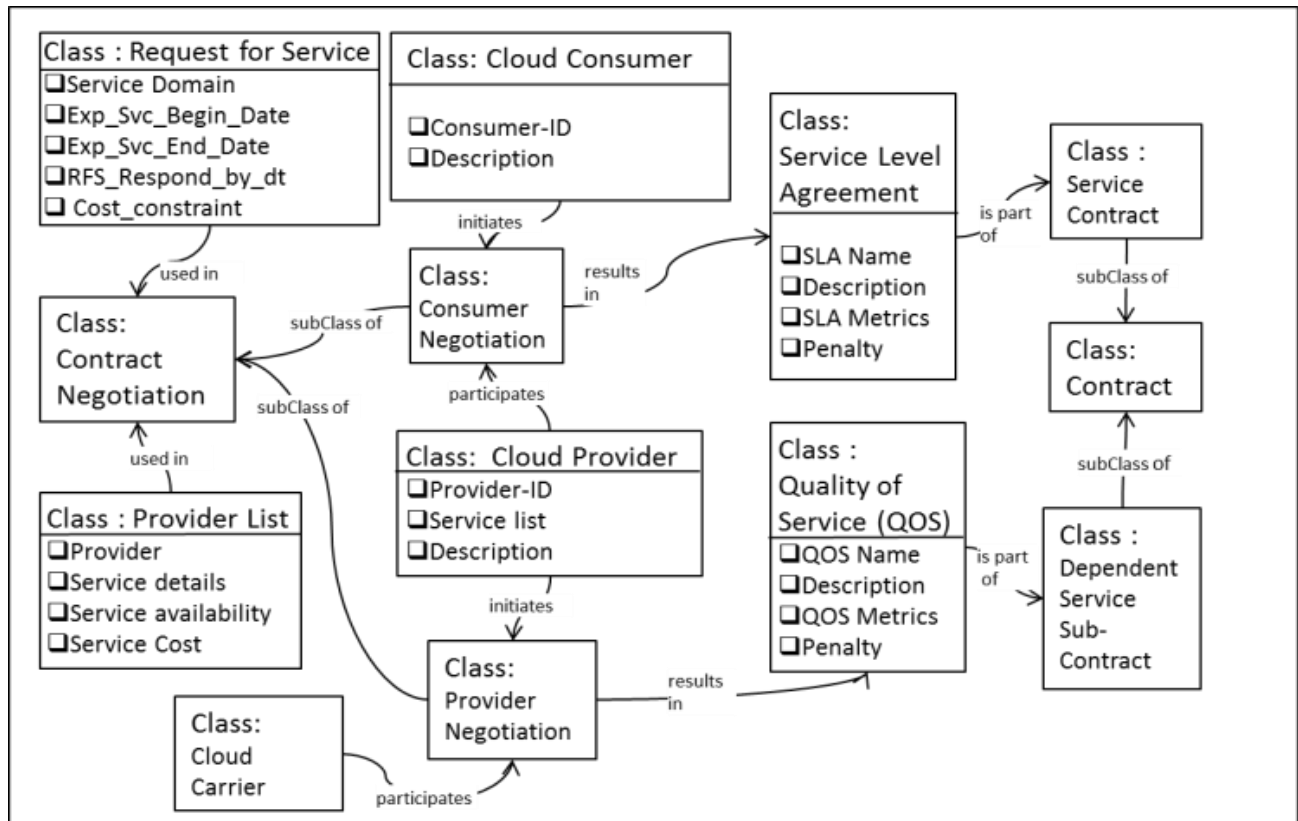 Class : Request for Service
❑Service Domain
❑Exp_Svc_Begin_Date
❑Exp_Svc_End_Date
❑RFS_Respond_by_dt
❑ Cost_constraint
Class: Cloud Consumer
❑Consumer-ID
❑Description
Class:
Service Level
Agreement
❑SLA Name
❑Description
❑SLA Metrics
❑Penalty
Class :
Service
Contract
initiates
used in
is part
of
results
in
subClass of
Class:
Contract
Negotiation
subClass of
Class:
Consumer
Negotiation
Class:
Contract
subClass of
participates
used in
subClass of
Class: Cloud Provider
❑Provider-ID
❑Service list
❑Description
Class :
Quality of
Service (QOS)
❑QOS Name
❑Description
❑QOS Metrics
❑Penalty
Class : Provider List
❑Provider
❑Service details
❑Service availability
❑Service Cost
is part
of
Class :
Dependent
Service
Sub-
Contract
initiates
Class:
Provider
Negotiation
results
in
Class:
Cloud
Carrier
participates